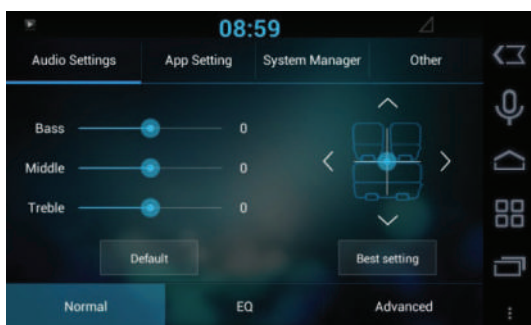 08:59
Audio Settings App Setting System Manager Other
Bass 0
Middle 0
Treble 0
Default Best setting
Normal EQ Advanced